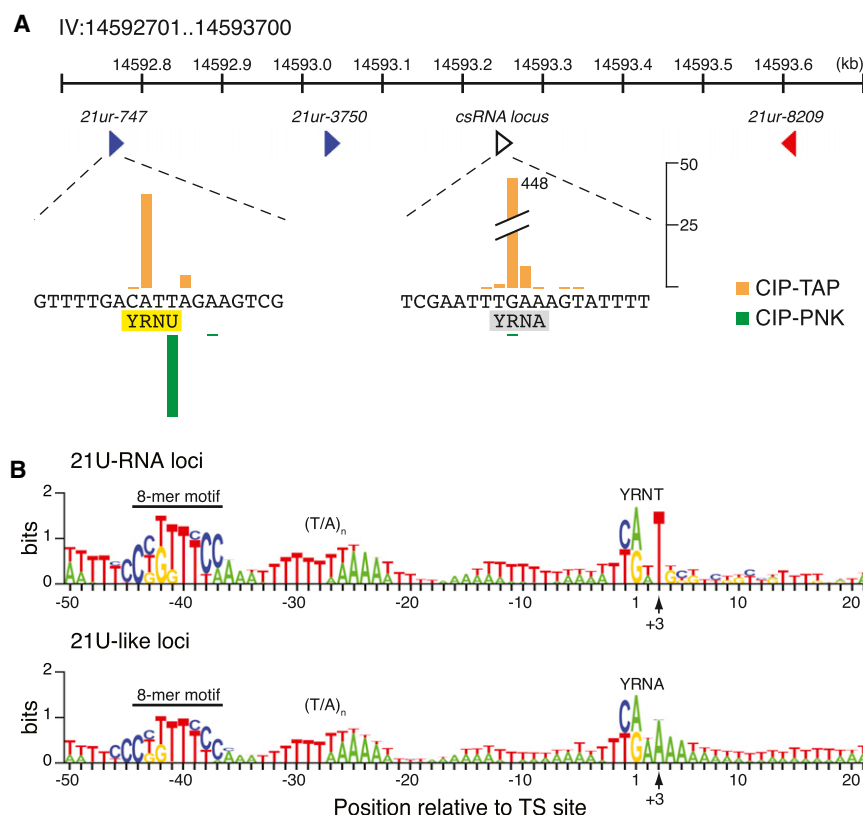 A IV:14592701..14593700
14592.8 14592.9 14593.0 14593.1 14593.2 14593.3 14593.4 14593.5 14593.6 (kb)
21ur-747 21ur-3750 csRNA locus 21ur-8209
50
448
25
CIP-TAP
GTTTTGACATTAGAAGTCG TCGAATTTGAAAGTATTTT
YRNU YRNA CIP-PNK
B 21U-RNA loci
2 8-mer motif (T/A)n YRNT
bits
1
0
-50 -40 -30 -20 -10 1 10 20
+3
21U-like loci
2 8-mer motif (T/A)n YRNA
bits
1
0
-50 -40 -30 -20 -10 1 10 20
+3
Position relative to TS site